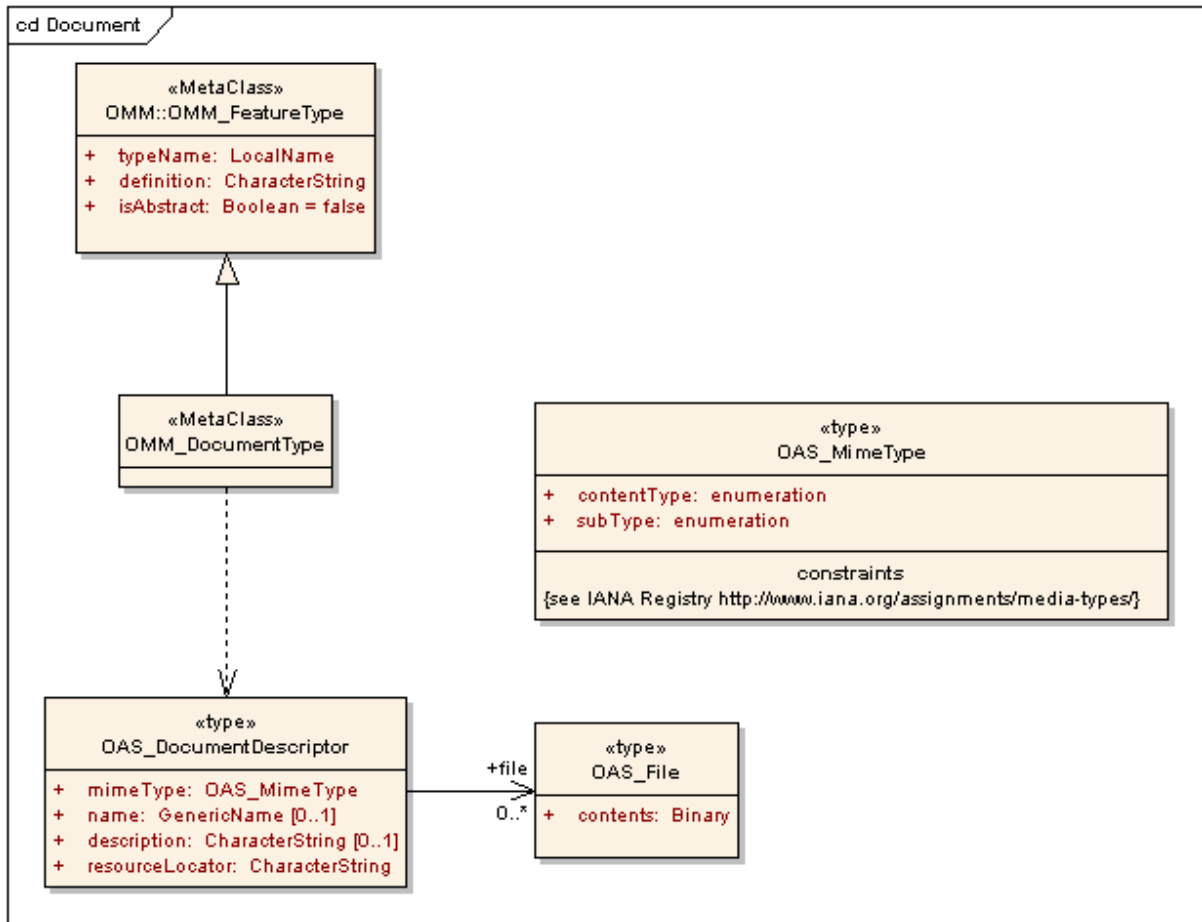 cd Document
«MetaClass»
OMM::OMM_FeatureType
+ typeName: LocalName
+ definition: CharacterString
+ isAbstract: Boolean = false
«MetaClass»
OMM_DocumentType
«type»
OAS_MimeType
+ contentType: enumeration
+ subType: enumeration
constraints
{see IANA Registry http://www.iana.org/assignments/media-types/}
«type»
OAS_DocumentDescriptor
+ mimeType: OAS_MimeType
+ name: GenericName [0..1]
+ description: CharacterString [0..1]
+ resourceLocator: CharacterString
+file
0..*
«type»
OAS_File
+ contents: Binary